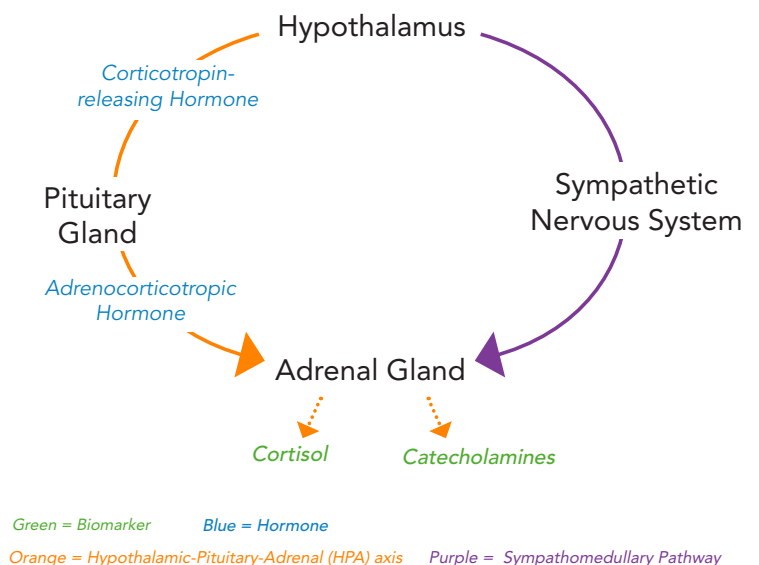 Hypothalamus
Corticotropin-
releasing Hormone
Pituitary
Gland
Sympathetic
Nervous System
Adrenocorticotropic
Hormone
Adrenal Gland
Cortisol
Catecholamines
Green = Biomarker
Blue = Hormone
Orange = Hypothalamic-Pituitary-Adrenal (HPA) axis
Purple = Sympathomedullary Pathway